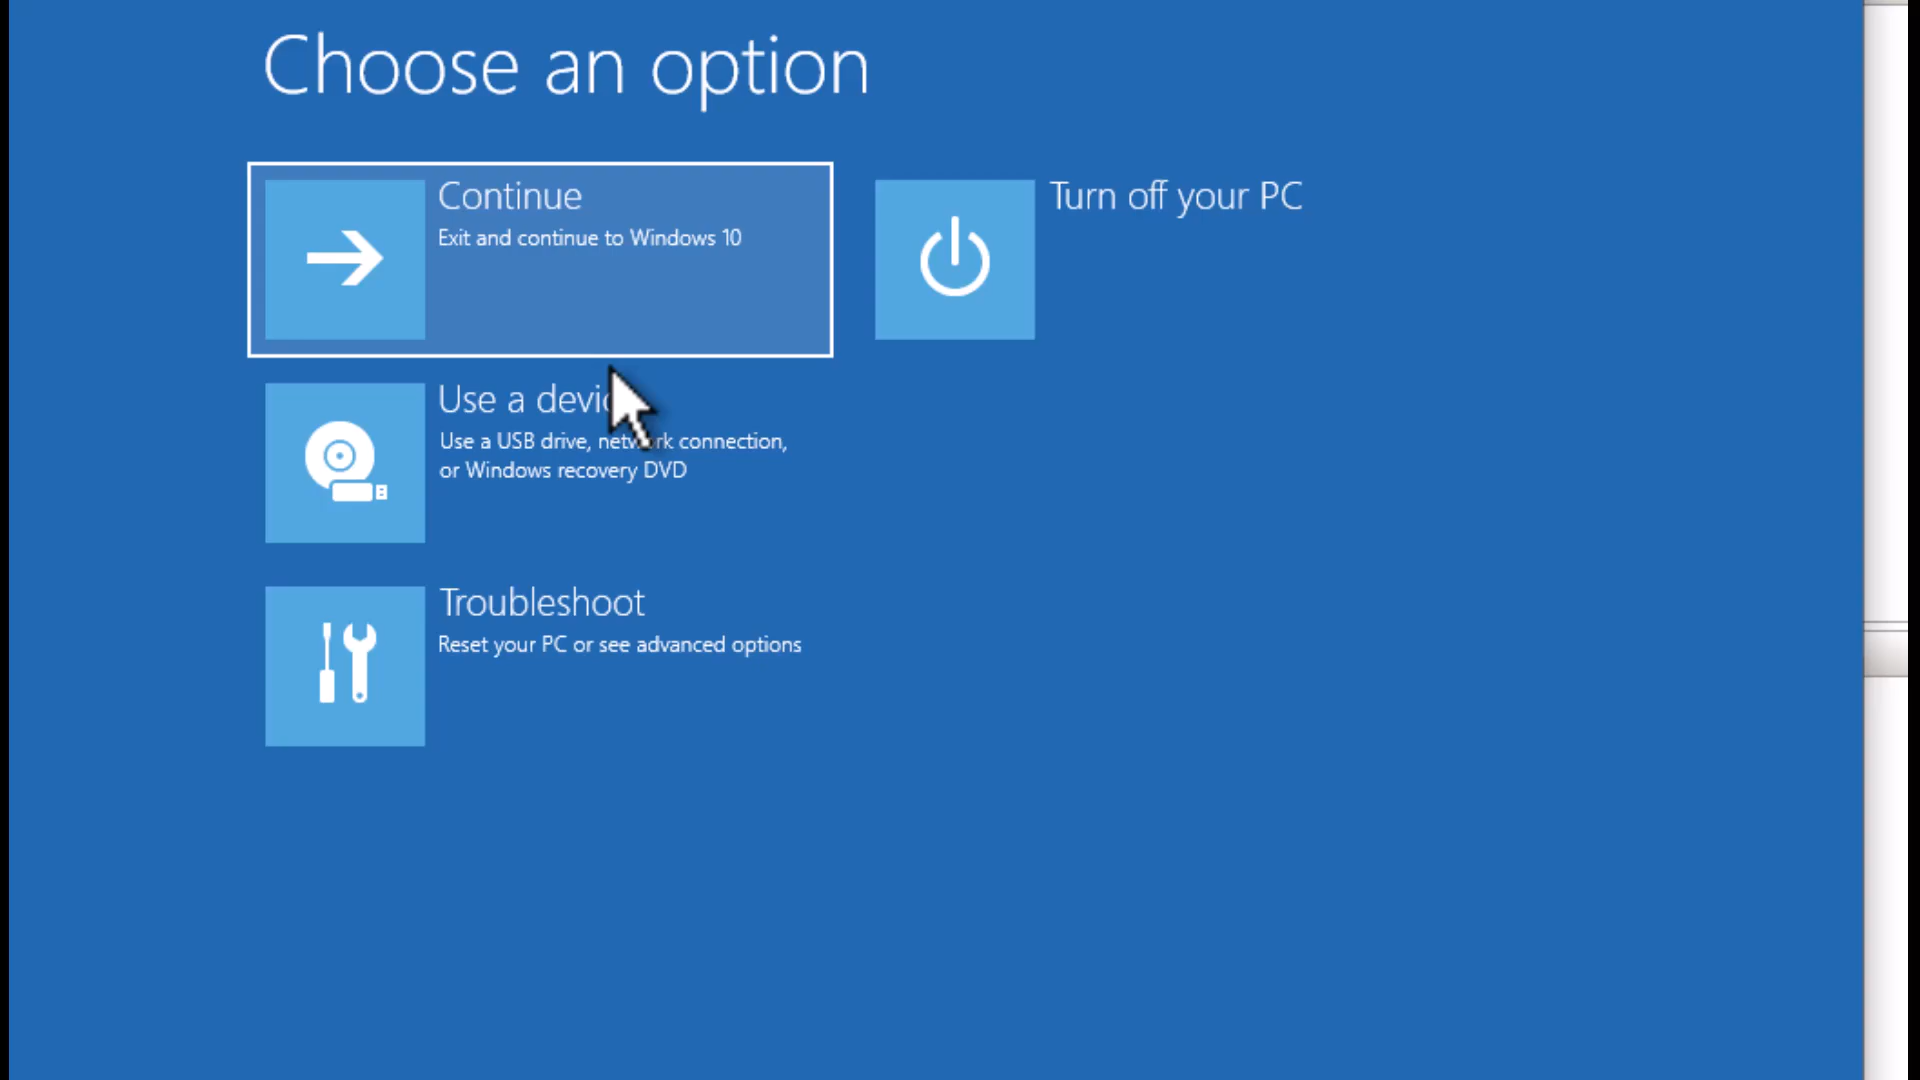 Choose an option
Continue
Exit and continue to Windows 10
Turn off your PC
Use a
Use a USB drive, network connection,
or Windows recovery DVD
Troubleshoot
Reset your PC or see advanced options